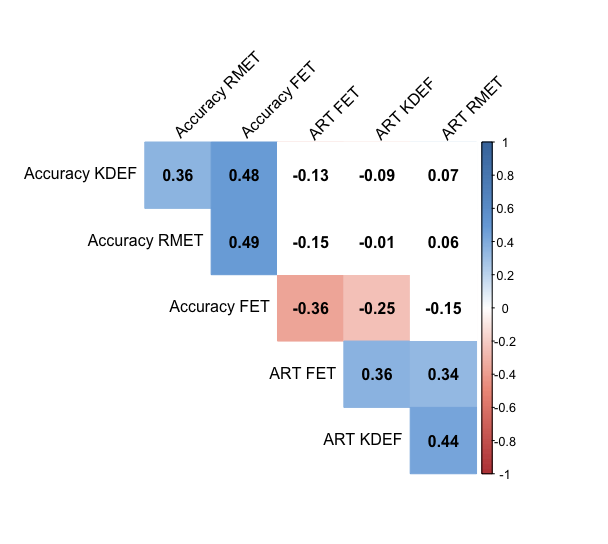 Accuracy RMET
Accuracy FET
ART FET
ART KDEF
ART RMET
Accuracy KDEF 0.36 0.48 -0.13 -0.09 0.07
Accuracy RMET 0.49 -0.15 -0.01 0.06
Accuracy FET -0.36 -0.25 -0.15
ART FET 0.36 0.34
ART KDEF 0.44
1
0.8
0.6
0.4
0.2
0
-0.2
-0.4
-0.6
-0.8
-1